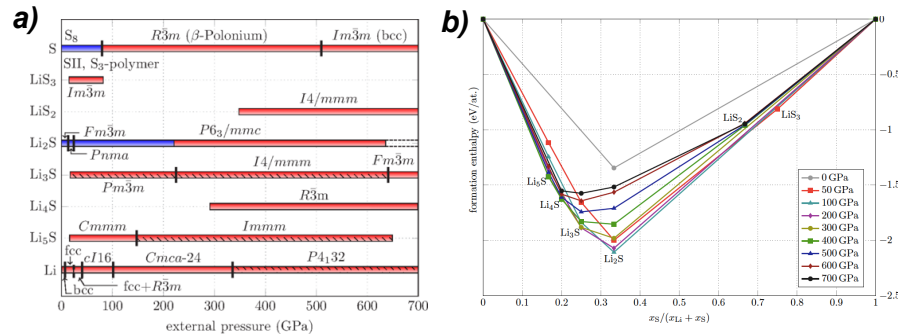 a)
S₈
R3̄m (β-Polonium)
Im3̄m (bcc)
S
SII, S₃-polymer
LiS₃
Im3̄m
I4/mmm
LiS₂
Fm3̄m
P6₃/mmc
Li₂S
Pnma
I4/mmm
Fm3̄m
Li₃S
Pm3̄m
R3̄m
Li₄S
Cmmm
Immm
Li₅S
fcc
cI16
Cmca-24
P4₁32
Li
bcc
fcc+R3̄m
0 100 200 300 400 500 600 700
external pressure (GPa)
b)
formation enthalpy (eV/at.)
0
−0.5
−1
−1.5
−2
−2.5
LiS₂
LiS₃
Li₅S
Li₄S
Li₃S
Li₂S
0 GPa
50 GPa
100 GPa
200 GPa
300 GPa
400 GPa
500 GPa
600 GPa
700 GPa
0 0.1 0.2 0.3 0.4 0.5 0.6 0.7 0.8 0.9 1
x_S/(x_Li + x_S)